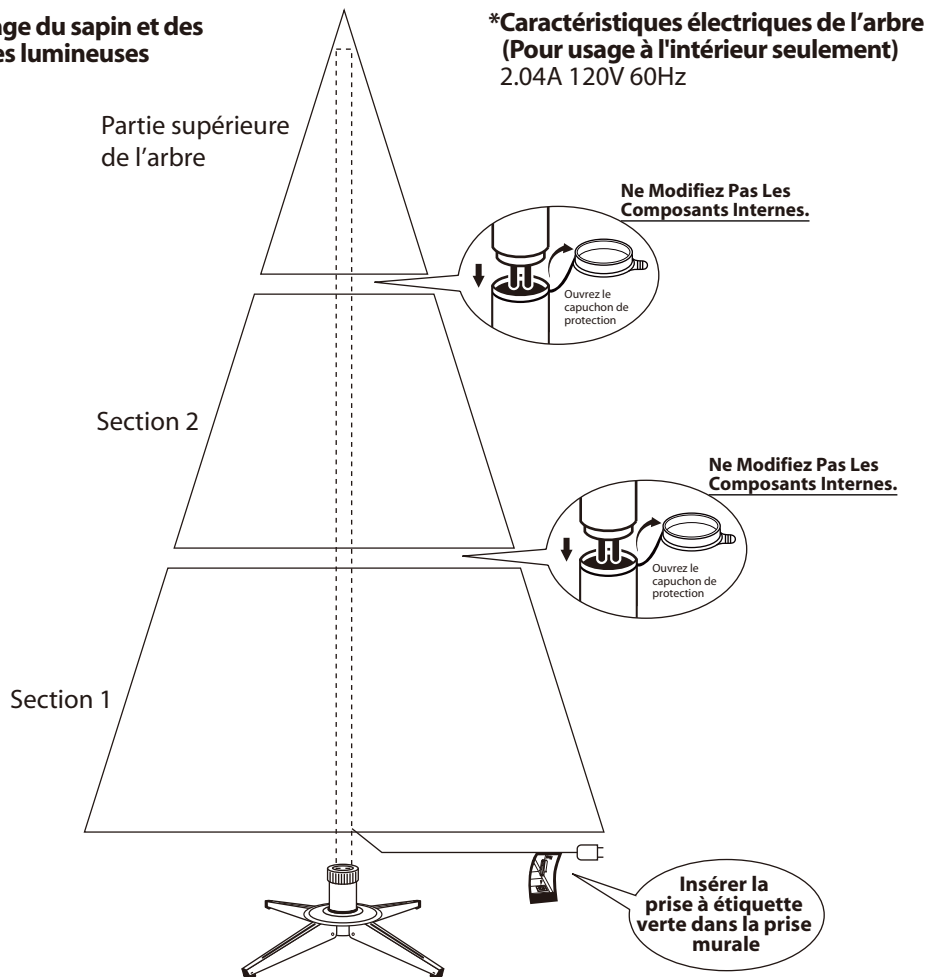 age du sapin et des
es lumineuses
*Caractéristiques électriques de l’arbre
(Pour usage à l'intérieur seulement)
2.04A 120V 60Hz
Partie supérieure
de l’arbre
Ne Modifiez Pas Les
Composants Internes.
Ouvrez le
capuchon de
protection
Section 2
Ne Modifiez Pas Les
Composants Internes.
Ouvrez le
capuchon de
protection
Section 1
Insérer la
prise à étiquette
verte dans la prise
murale